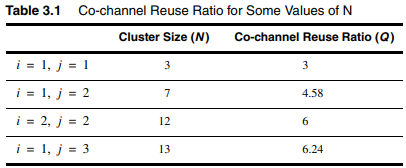 Table 3.1 Co-channel Reuse Ratio for Some Values of N
Cluster Size (N) Co-channel Reuse Ratio (Q)
i = 1, j = 1 3 3
i = 1, j = 2 7 4.58
i = 2, j = 2 12 6
i = 1, j = 3 13 6.24